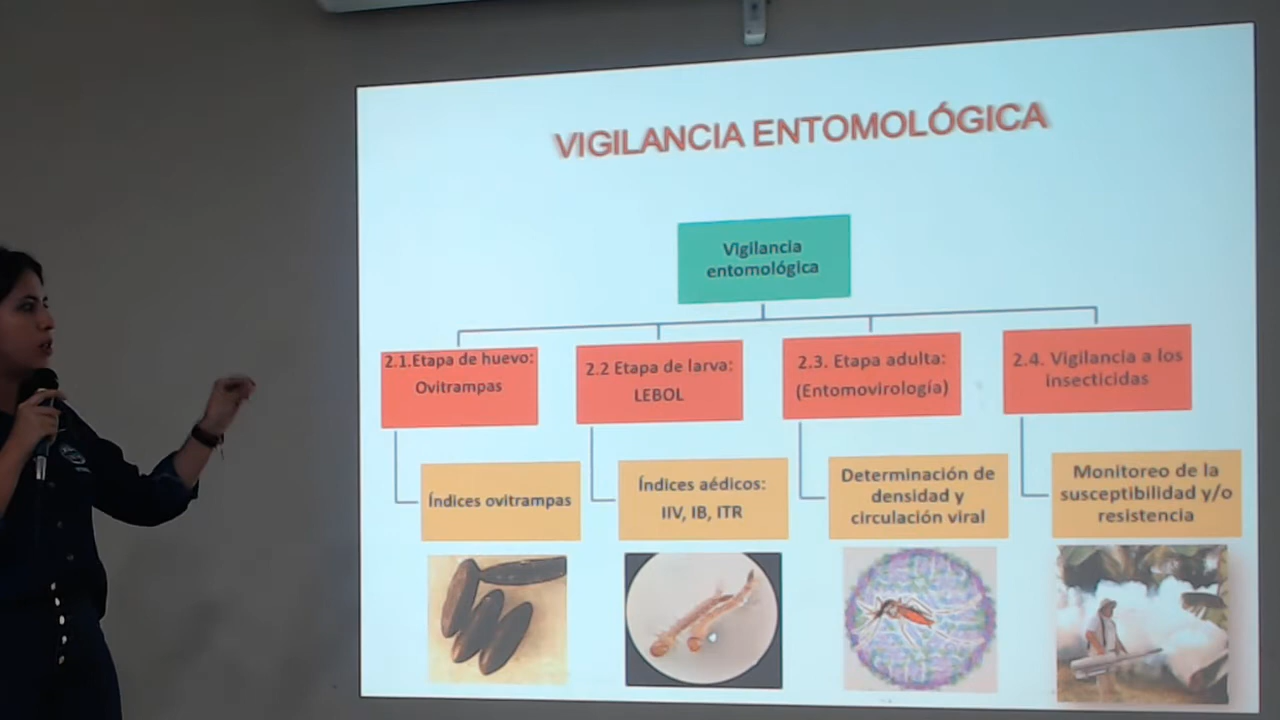 VIGILANCIA ENTOMOLÓGICA
Vigilancia
entomológica
2.1.Etapa de huevo:
Ovitrampas
2.2 Etapa de larva:
LEBOL
2.3. Etapa adulta:
(Entomovirología)
2.4. Vigilancia a los
insecticidas
Índices ovitrampas
Índices aédicos:
IIV, IB, ITR
Determinación de
densidad y
circulación viral
Monitoreo de la
susceptibilidad y/o
resistencia